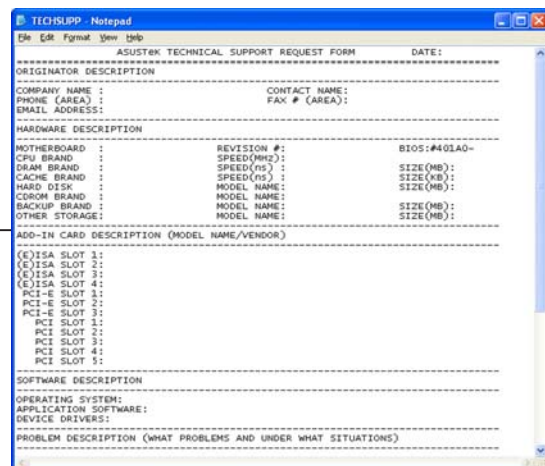 TECHSUPP - Notepad
File Edit Format View Help
ASUSTeK TECHNICAL SUPPORT REQUEST FORM DATE:
ORIGINATOR DESCRIPTION
COMPANY NAME : CONTACT NAME:
PHONE (AREA) : FAX # (AREA):
EMAIL ADDRESS:
HARDWARE DESCRIPTION
MOTHERBOARD : REVISION #: BIOS:#401A0-
CPU BRAND : SPEED(MHz):
DRAM BRAND : SPEED(ns) : SIZE(MB):
CACHE BRAND : SPEED(ns) : SIZE(KB):
HARD DISK : MODEL NAME: SIZE(MB):
CDROM BRAND : MODEL NAME:
BACKUP BRAND : MODEL NAME: SIZE(MB):
OTHER STORAGE: MODEL NAME: SIZE(MB):
ADD-IN CARD DESCRIPTION (MODEL NAME/VENDOR)
(E)ISA SLOT 1:
(E)ISA SLOT 2:
(E)ISA SLOT 3:
(E)ISA SLOT 4:
PCI-E SLOT 1:
PCI-E SLOT 2:
PCI-E SLOT 3:
PCI SLOT 1:
PCI SLOT 2:
PCI SLOT 3:
PCI SLOT 4:
PCI SLOT 5:
SOFTWARE DESCRIPTION
OPERATING SYSTEM:
APPLICATION SOFTWARE:
DEVICE DRIVERS:
PROBLEM DESCRIPTION (WHAT PROBLEMS AND UNDER WHAT SITUATIONS)